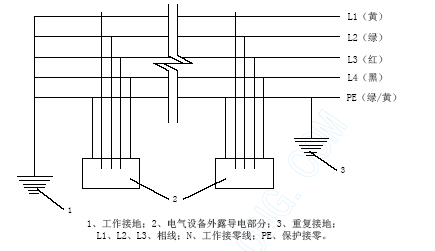 L1（黄）
L2（绿）
L3（红）
L4（黑）
PE（绿/黄）
3
2
1
1、工作接地；2、电气设备外露导电部分；3、重复接地；
L1、L2、L3、相线；N、工作接零线；PE、保护接零。